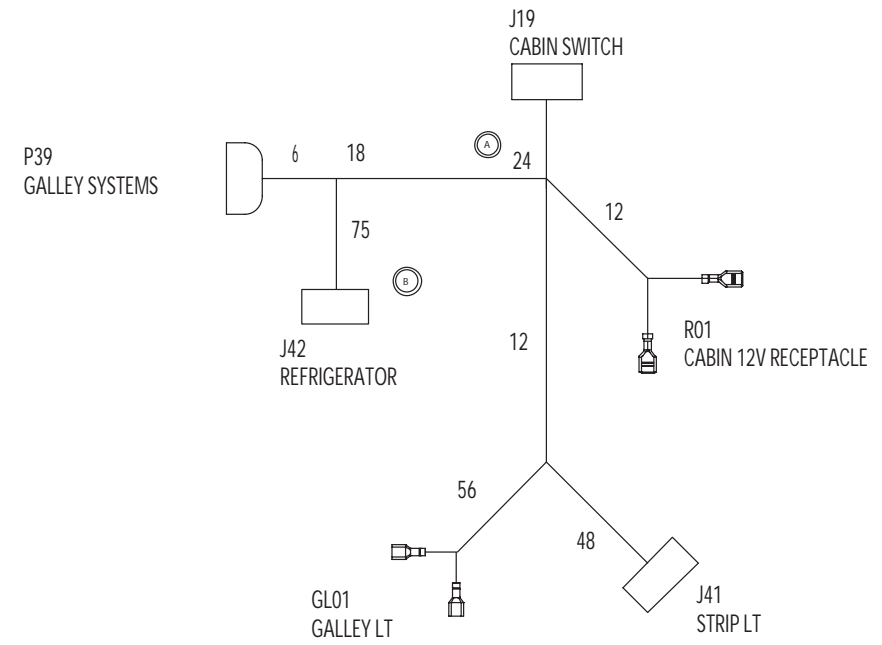 J19
CABIN SWITCH
P39
GALLEY SYSTEMS
6
18
A
24
12
75
B
J42
REFRIGERATOR
12
R01
CABIN 12V RECEPTACLE
56
48
GL01
GALLEY LT
J41
STRIP LT